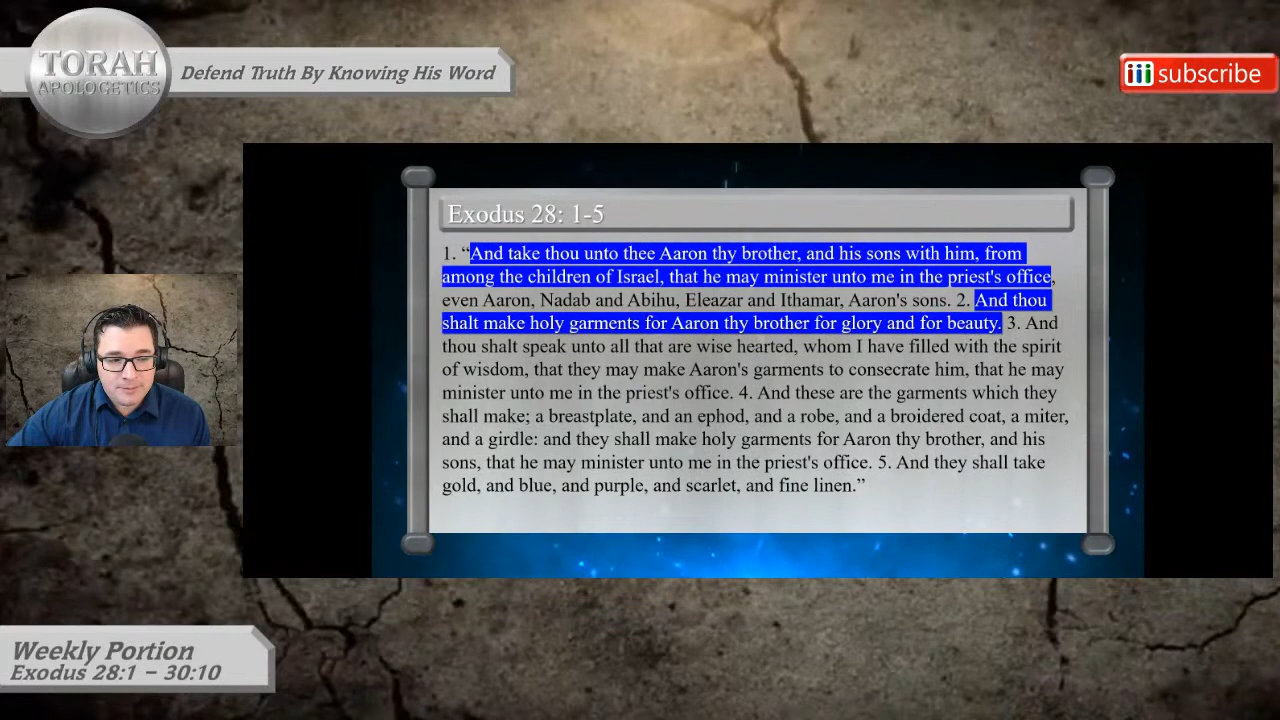 TORAH
APOLOGETICS
Defend Truth By Knowing His Word
subscribe
Exodus 28: 1-5
1. “And take thou unto thee Aaron thy brother, and his sons with him, from
among the children of Israel, that he may minister unto me in the priest's office,
even Aaron, Nadab and Abihu, Eleazar and Ithamar, Aaron's sons. 2. And thou
shalt make holy garments for Aaron thy brother for glory and for beauty. 3. And
thou shalt speak unto all that are wise hearted, whom I have filled with the spirit
of wisdom, that they may make Aaron's garments to consecrate him, that he may
minister unto me in the priest's office. 4. And these are the garments which they
shall make; a breastplate, and an ephod, and a robe, and a broidered coat, a miter,
and a girdle: and they shall make holy garments for Aaron thy brother, and his
sons, that he may minister unto me in the priest's office. 5. And they shall take
gold, and blue, and purple, and scarlet, and fine linen.”
Weekly Portion
Exodus 28:1 - 30:10